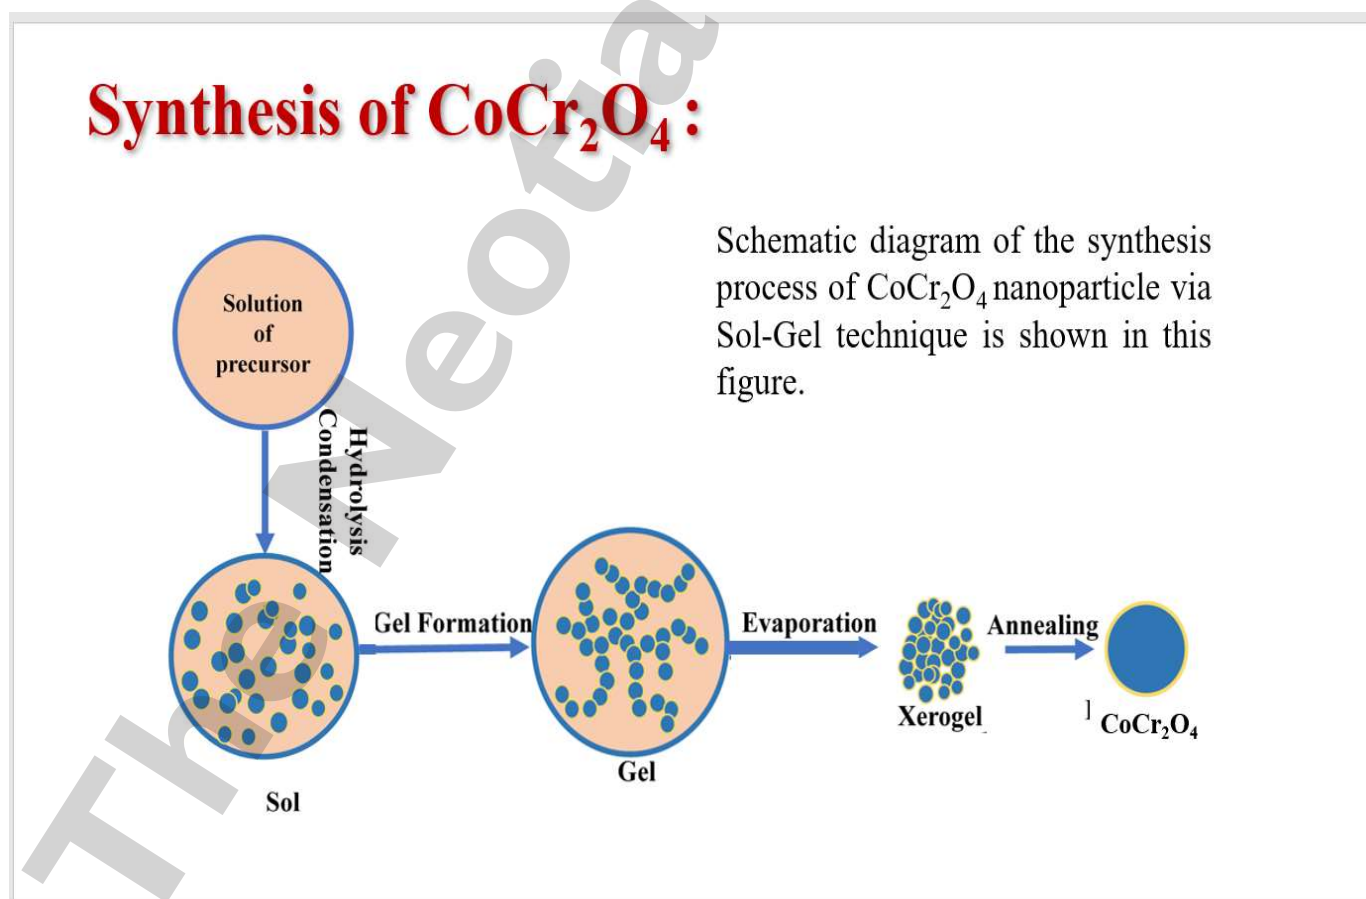 Synthesis of CoCr₂O₄ :
Schematic diagram of the synthesis
process of CoCr₂O₄ nanoparticle via
Sol-Gel technique is shown in this
figure.
Solution
of
precursor
Hydrolysis
Condensation
Sol
Gel Formation
Gel
Evaporation
Xerogel
Annealing
]
CoCr₂O₄
The Neotia